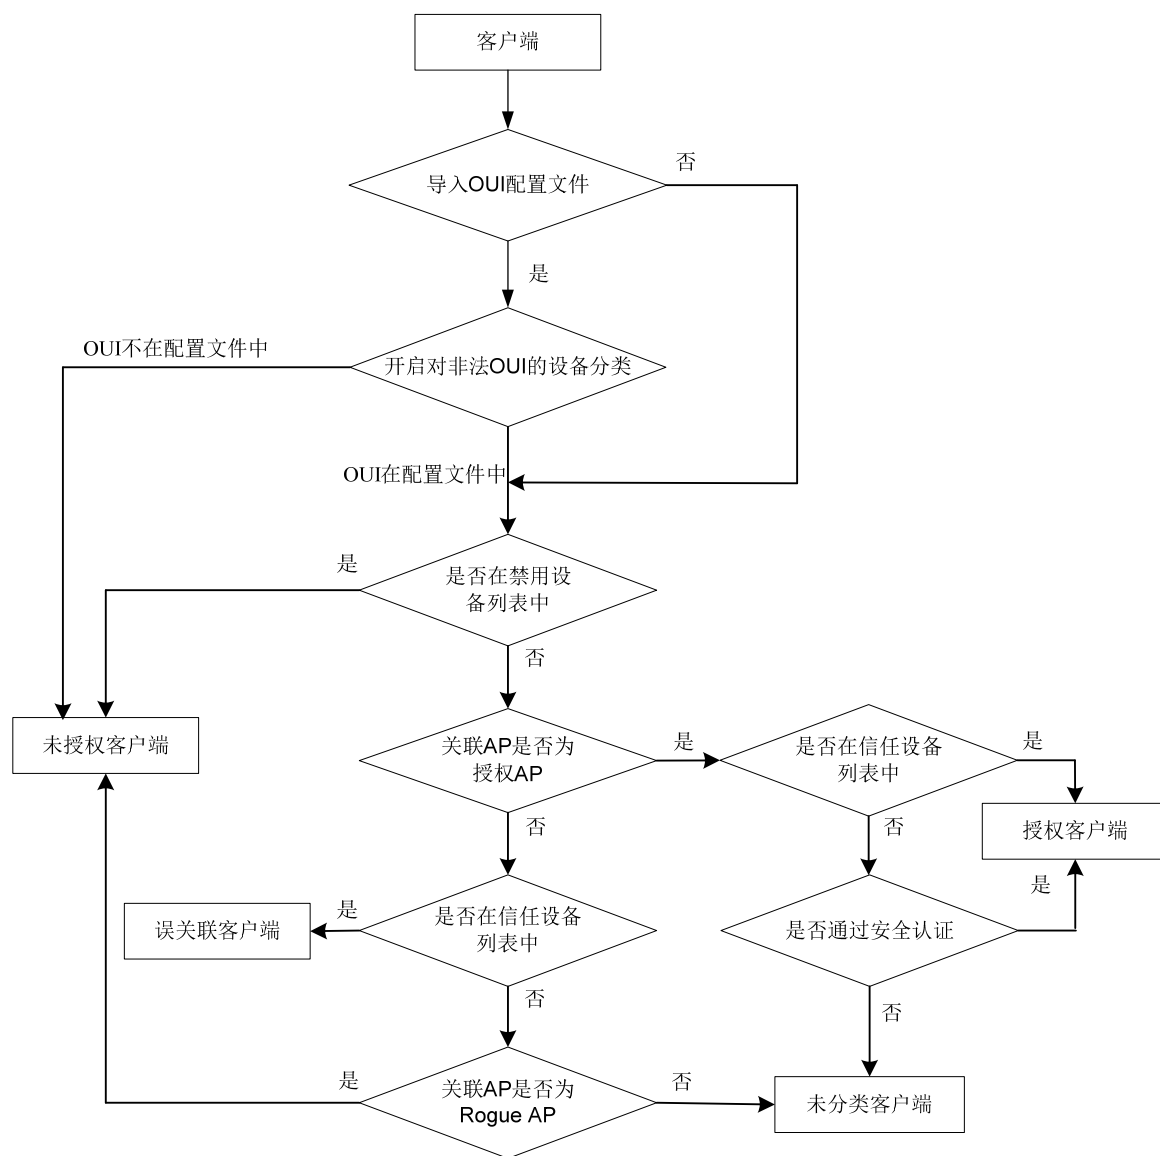 客户端
导入OUI配置文件
否
是
OUI不在配置文件中
开启对非法OUI的设备分类
OUI在配置文件中
是
是否在禁用设
备列表中
否
未授权客户端
关联AP是否为
授权AP
是
是否在信任设备
列表中
是
否
否
授权客户端
误关联客户端
是
是否在信任设备
列表中
是否通过安全认证
是
否
否
是
关联AP是否为
Rogue AP
否
未分类客户端